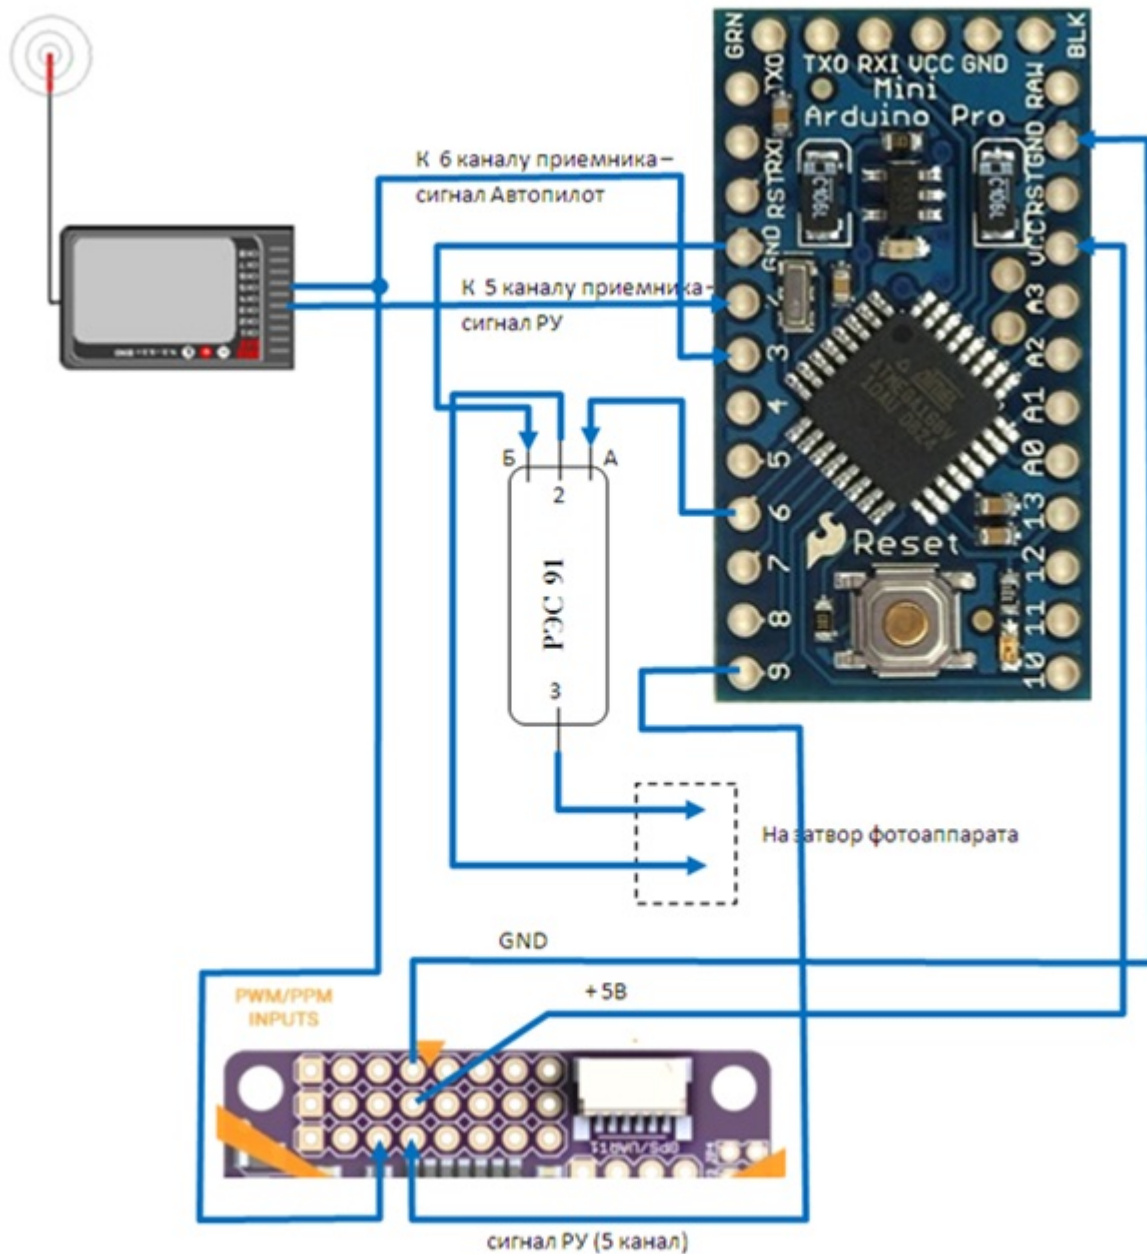 GRN
BLK
TXO RXI VCC GND
Mini
Arduino Pro
TXO
RXI
RST
GND
3
4
5
6
7
8
9
RAW
GND
RST
VCC
A3
A2
A1
A0
13
12
11
10
Reset
К 6 каналу приемника –
сигнал Автопилот
К 5 каналу приемника –
сигнал РУ
Б
А
2
РЭС 91
3
На затвор фотоаппарата
GND
+ 5В
PWM/PPM
INPUTS
GPS/UART1
сигнал РУ (5 канал)